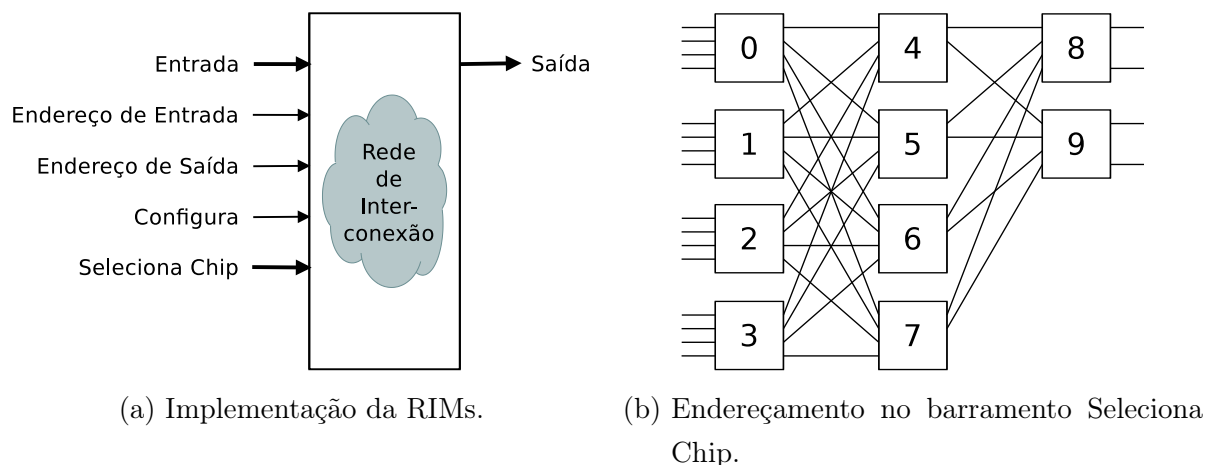 Entrada
Endereço de Entrada
Endereço de Saída
Configura
Seleciona Chip
Rede
de
Inter-
conexão
Saída
(a) Implementação da RIMs.
0
4
8
1
5
9
2
6
3
7
(b) Endereçamento no barramento Seleciona
Chip.